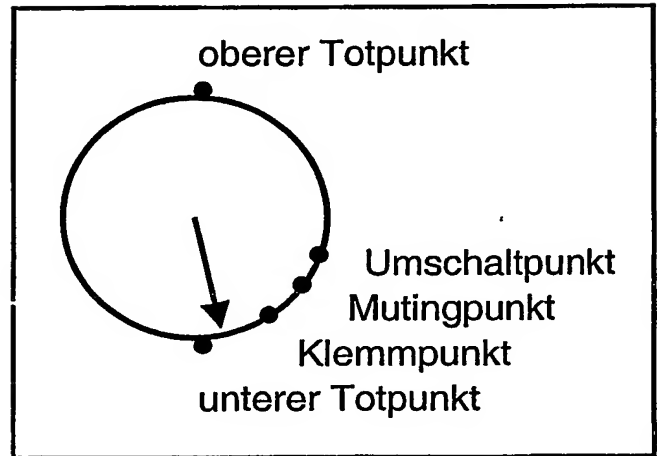 oberer Totpunkt
Umschaltpunkt
Mutingpunkt
Klemmpunkt
unterer Totpunkt